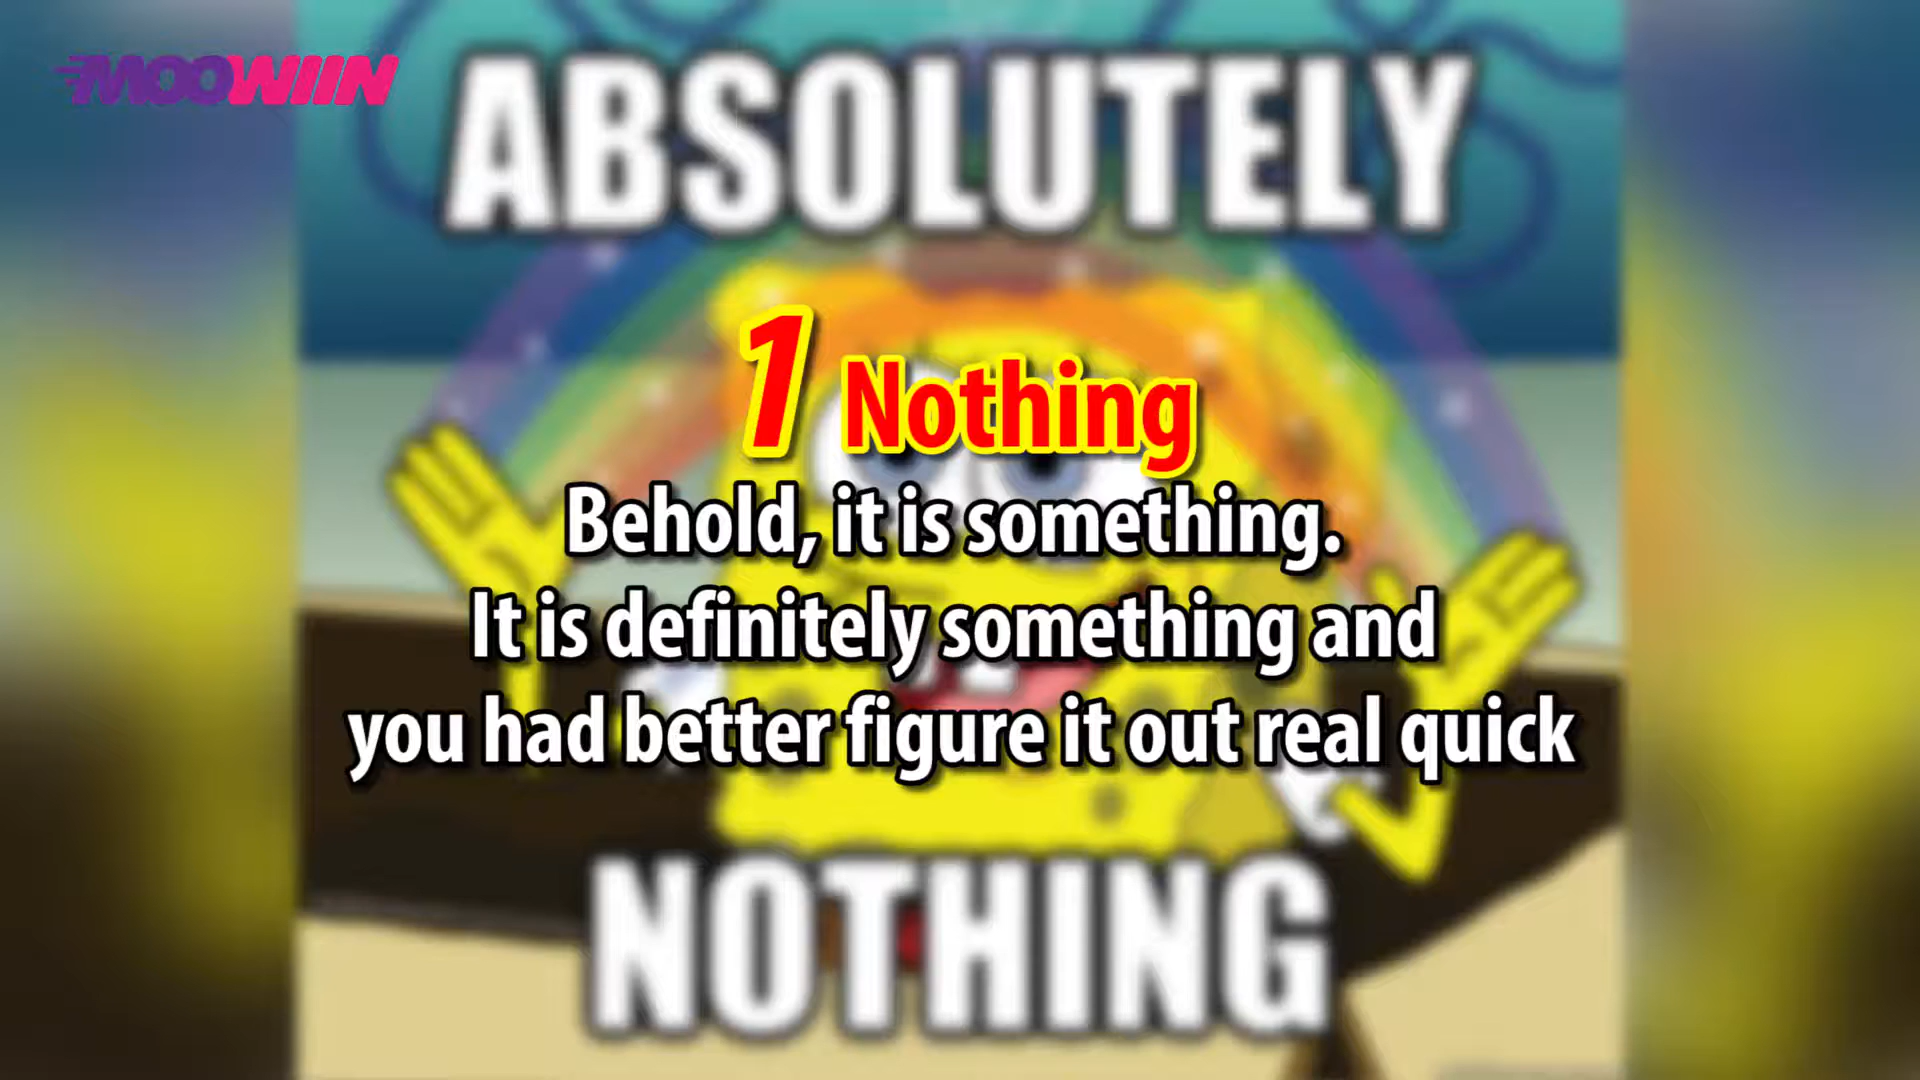 MOOWIIN
ABSOLUTELY
1 Nothing
Behold, it is something.
It is definitely something and
you had better figure it out real quick
NOTHING